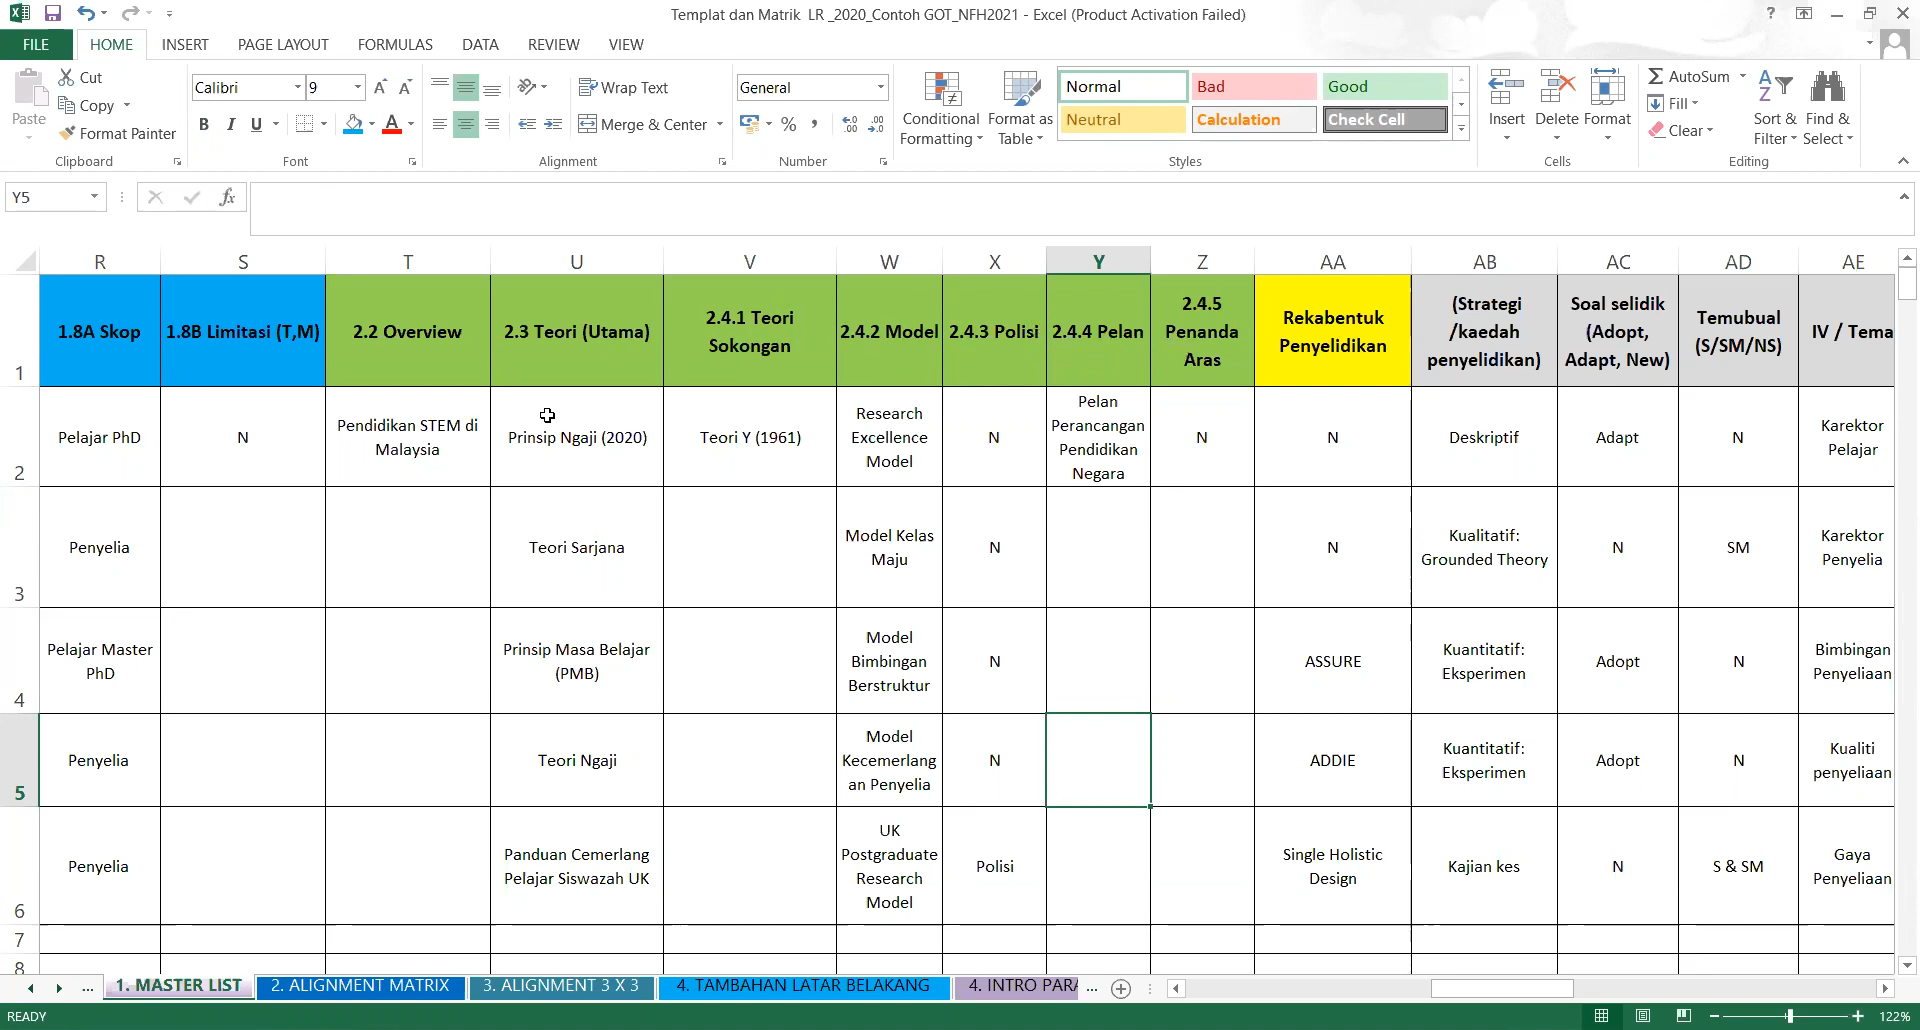 Templat dan Matrik LR _2020_Contoh GOT_NFH2021 - Excel (Product Activation Failed)
?
FILE HOME INSERT PAGE LAYOUT FORMULAS DATA REVIEW VIEW
Paste
Cut
Copy
Format Painter
Clipboard
Calibri 9
B I U
Font
Wrap Text
Merge & Center
Alignment
General
%
Number
Conditional Formatting
Format as Table
Normal Bad Good
Neutral Calculation Check Cell
Styles
Insert Delete Format
Cells
AutoSum
Fill
Clear
Sort & Filter
Find & Select
Editing
Y5
fx
R S T U V W X Y Z AA AB AC AD AE
1
1.8A Skop
1.8B Limitasi (T,M)
2.2 Overview
2.3 Teori (Utama)
2.4.1 Teori
Sokongan
2.4.2 Model
2.4.3 Polisi
2.4.4 Pelan
2.4.5
Penanda
Aras
Rekabentuk
Penyelidikan
(Strategi
/kaedah
penyelidikan)
Soal selidik
(Adopt,
Adapt, New)
Temubual
(S/SM/NS)
IV / Tema
2
Pelajar PhD
N
Pendidikan STEM di
Malaysia
Prinsip Ngaji (2020)
Teori Y (1961)
Research
Excellence
Model
N
Pelan
Perancangan
Pendidikan
Negara
N
N
Deskriptif
Adapt
N
Karektor
Pelajar
3
Penyelia
Teori Sarjana
Model Kelas
Maju
N
N
Kualitatif:
Grounded Theory
N
SM
Karektor
Penyelia
4
Pelajar Master
PhD
Prinsip Masa Belajar
(PMB)
Model
Bimbingan
Berstruktur
N
ASSURE
Kuantitatif:
Eksperimen
Adopt
N
Bimbingan
Penyeliaan
5
Penyelia
Teori Ngaji
Model
Kecemerlang
an Penyelia
N
ADDIE
Kuantitatif:
Eksperimen
Adopt
N
Kualiti
penyeliaan
6
Penyelia
Panduan Cemerlang
Pelajar Siswazah UK
UK
Postgraduate
Research
Model
Polisi
Single Holistic
Design
Kajian kes
N
S & SM
Gaya
Penyeliaan
7
8
... 1. MASTER LIST 2. ALIGNMENT MATRIX 3. ALIGNMENT 3 X 3 4. TAMBAHAN LATAR BELAKANG 4. INTRO PARA ...
READY
122%